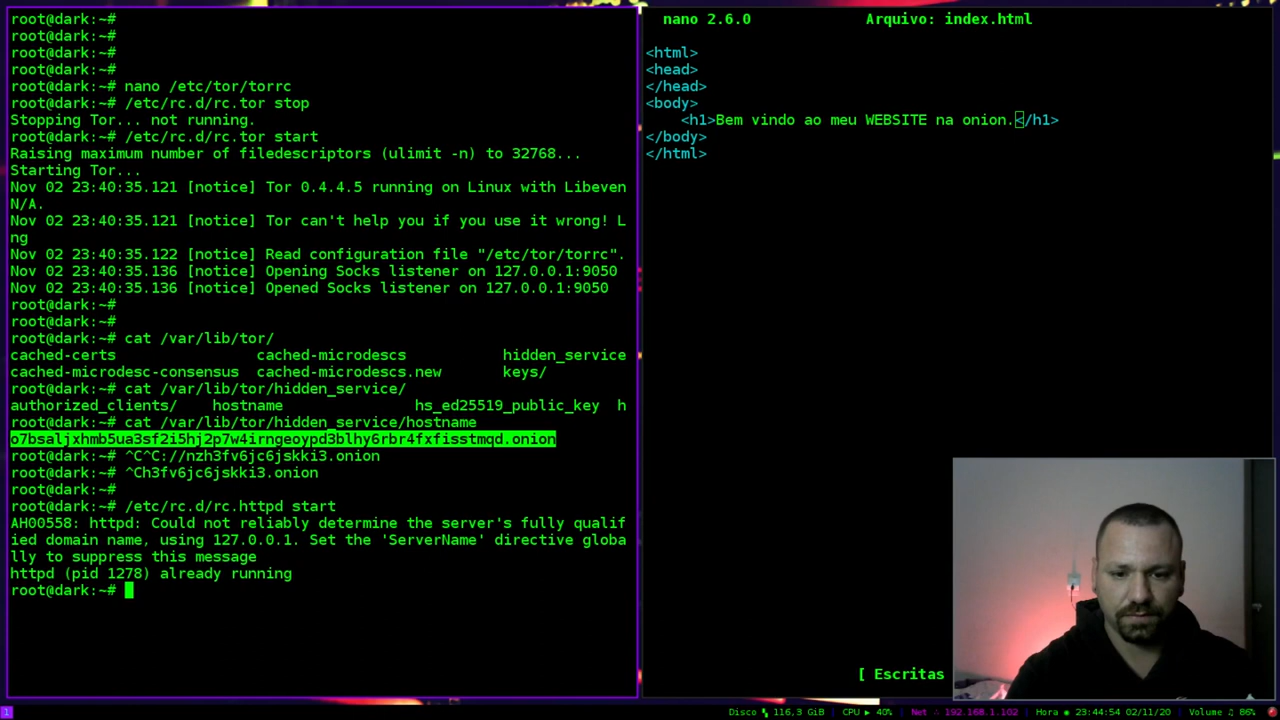 root@dark:~#
root@dark:~#
root@dark:~#
root@dark:~#
root@dark:~# nano /etc/tor/torrc
root@dark:~# /etc/rc.d/rc.tor stop
Stopping Tor... not running.
root@dark:~# /etc/rc.d/rc.tor start
Raising maximum number of filedescriptors (ulimit -n) to 32768...
Starting Tor...
Nov 02 23:40:35.121 [notice] Tor 0.4.4.5 running on Linux with Libeven
N/A.
Nov 02 23:40:35.121 [notice] Tor can't help you if you use it wrong! L
ng
Nov 02 23:40:35.122 [notice] Read configuration file "/etc/tor/torrc".
Nov 02 23:40:35.136 [notice] Opening Socks listener on 127.0.0.1:9050
Nov 02 23:40:35.136 [notice] Opened Socks listener on 127.0.0.1:9050
root@dark:~#
root@dark:~#
root@dark:~# cat /var/lib/tor/
cached-certs cached-microdescs hidden_service
cached-microdesc-consensus cached-microdescs.new keys/
root@dark:~# cat /var/lib/tor/hidden_service/
authorized_clients/ hostname hs_ed25519_public_key h
root@dark:~# cat /var/lib/tor/hidden_service/hostname
o7bsaljxhmb5ua3sf2i5hj2p7w4irngeoypd3blhy6rbr4fxfisstmqd.onion
root@dark:~# ^C^C://nzh3fv6jc6jskki3.onion
root@dark:~# ^Ch3fv6jc6jskki3.onion
root@dark:~#
root@dark:~# /etc/rc.d/rc.httpd start
AH00558: httpd: Could not reliably determine the server's fully qualif
ied domain name, using 127.0.0.1. Set the 'ServerName' directive globa
lly to suppress this message
httpd (pid 1278) already running
root@dark:~#
nano 2.6.0 Arquivo: index.html
<html>
<head>
</head>
<body>
<h1>Bem vindo ao meu WEBSITE na onion.</h1>
</body>
</html>
[ Escritas
1 Disco 116,3 GiB | CPU ▶ 40% | Net 192.168.1.102 | Hora 23:44:54 02/11/20 | Volume ♫ 86%